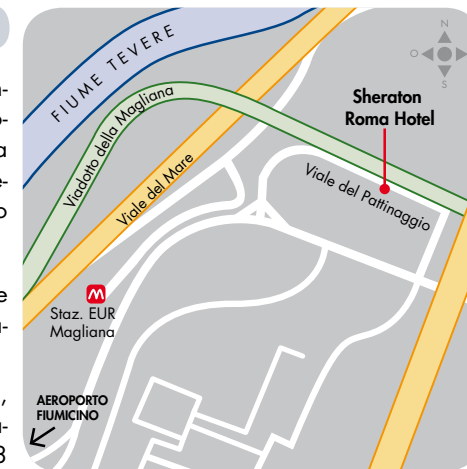 FIUME TEVERE
N
O
S
Sheraton
Roma Hotel
Viadotto della Magliana
Viale del Mare
Viale del Pattinaggio
M
Staz. EUR
Magliana
AEROPORTO
FIUMICINO